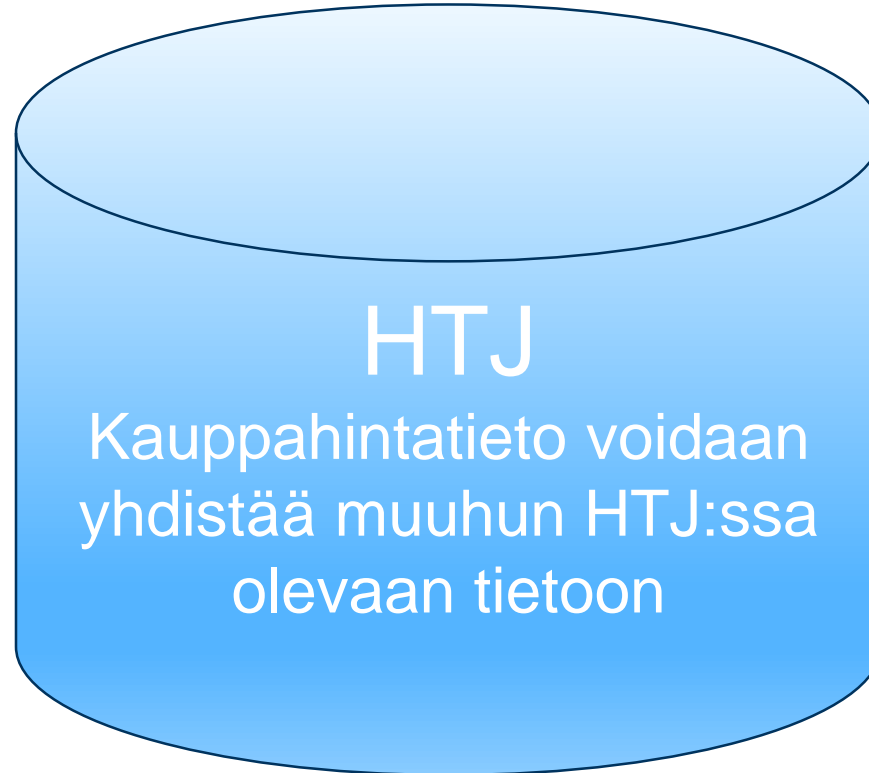 HTJ
Kauppahintatieto voidaan
yhdistää muuhun HTJ:ssa
olevaan tietoon